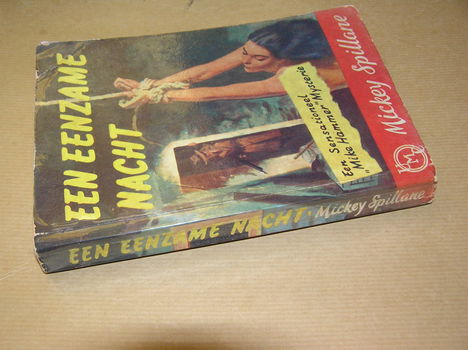 EEN EENZAME
NACHT
Een Sensationeel
"Mike Hammer" Mysterie
Mickey Spillane
EEN EENZAME NACHT · Mickey Spillane